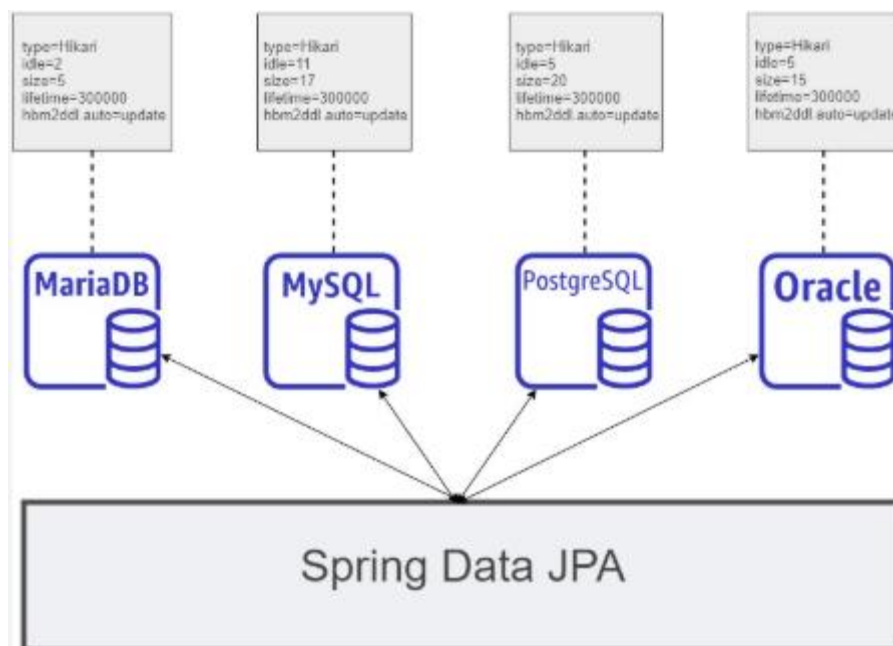 type=Hikari
idle=2
size=5
lifetime=300000
hbm2ddl.auto=update
type=Hikari
idle=11
size=17
lifetime=300000
hbm2ddl.auto=update
type=Hikari
idle=5
size=20
lifetime=300000
hbm2ddl.auto=update
type=Hikari
idle=5
size=15
lifetime=300000
hbm2ddl.auto=update
MariaDB
MySQL
PostgreSQL
Oracle
Spring Data JPA